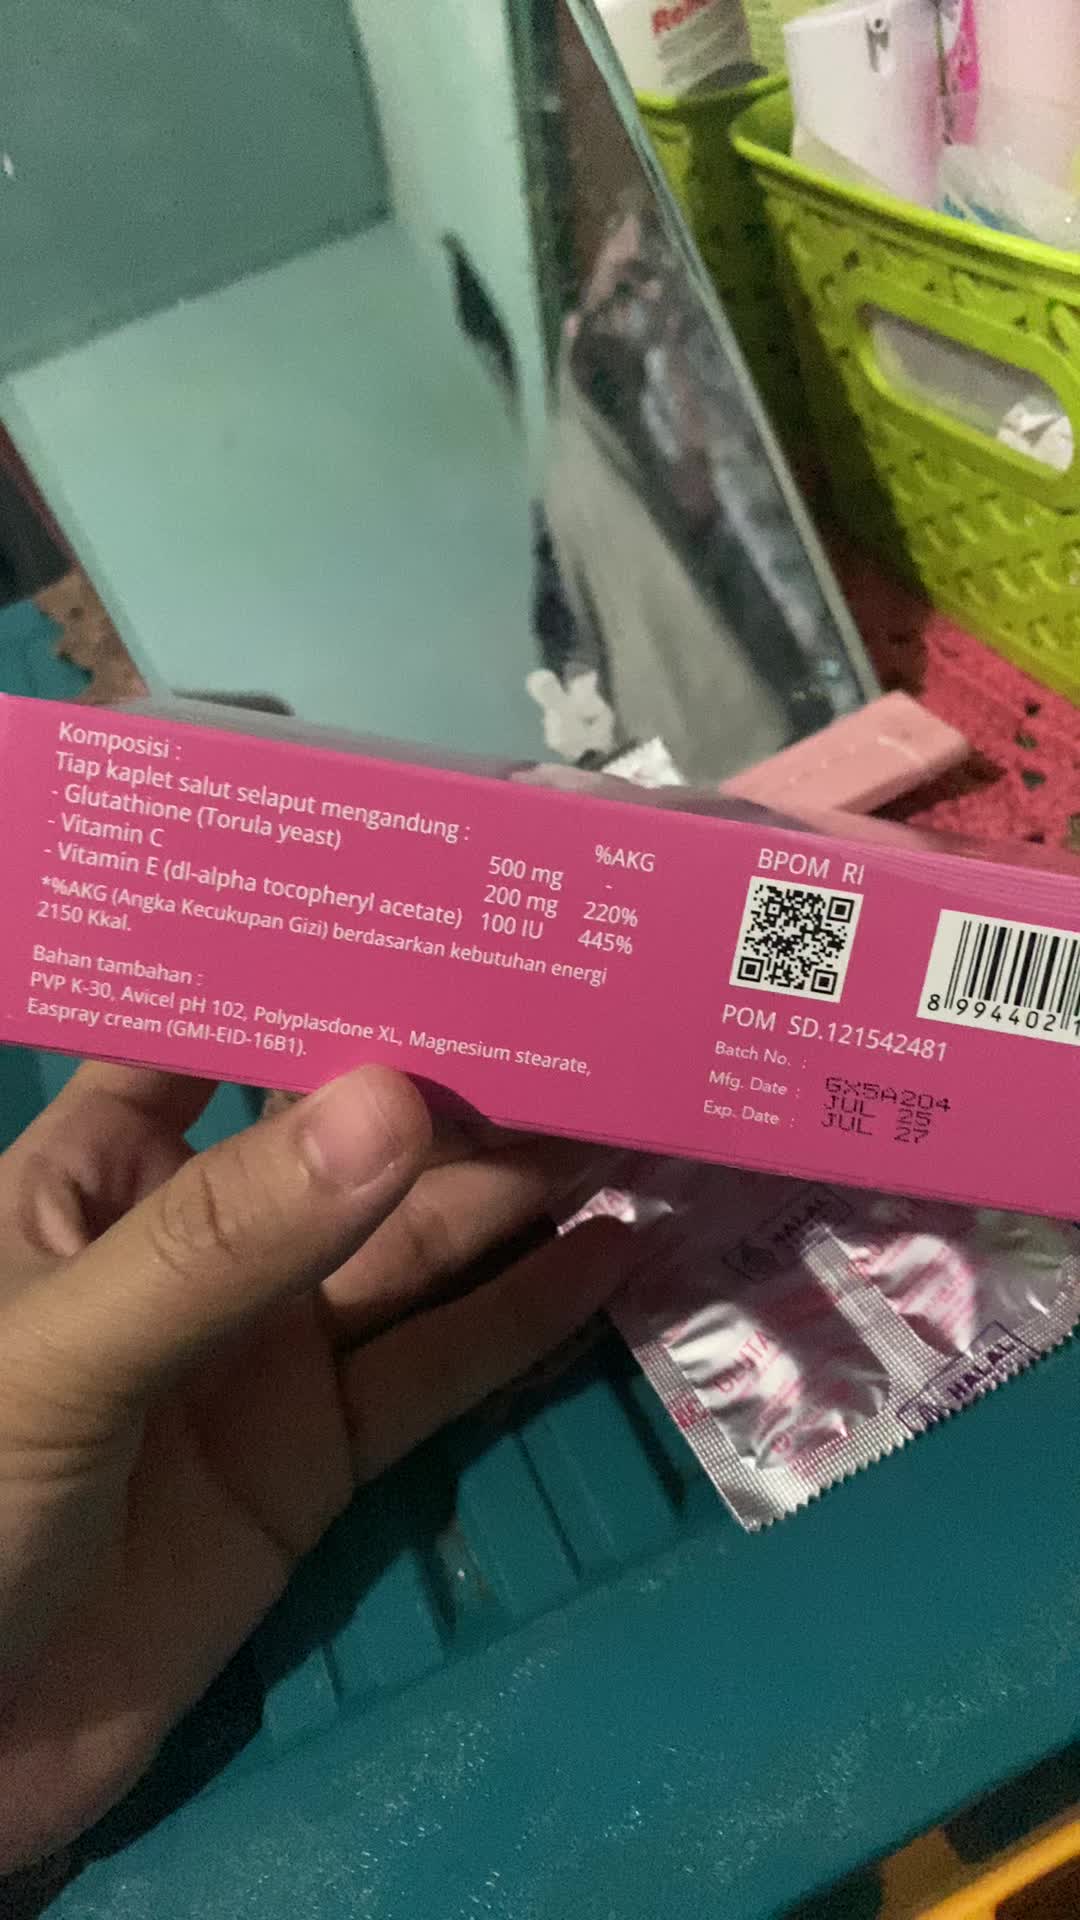 Komposisi :
Tiap kaplet salut selaput mengandung :
%AKG
- Glutathione (Torula yeast) 500 mg -
- Vitamin C 200 mg 220%
- Vitamin E (dl-alpha tocopheryl acetate) 100 IU 445%
*%AKG (Angka Kecukupan Gizi) berdasarkan kebutuhan energi
2150 Kkal.
Bahan tambahan :
PVP K-30, Avicel pH 102, Polyplasdone XL, Magnesium stearate,
Easpray cream (GMI-EID-16B1).
BPOM RI
POM SD.121542481
Batch No. : GX5A204
Mfg. Date : JUL 25
Exp. Date : JUL 27
8 994402 1
HALAL
HALAL